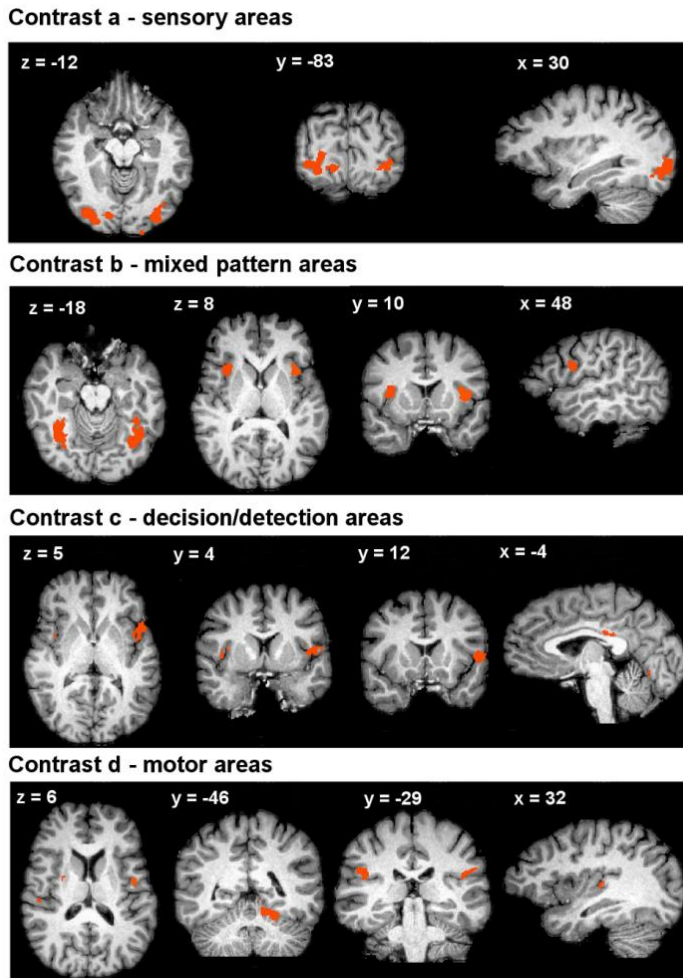 Contrast a - sensory areas
z = -12 y = -83 x = 30
Contrast b - mixed pattern areas
z = -18 z = 8 y = 10 x = 48
Contrast c - decision/detection areas
z = 5 y = 4 y = 12 x = -4
Contrast d - motor areas
z = 6 y = -46 y = -29 x = 32